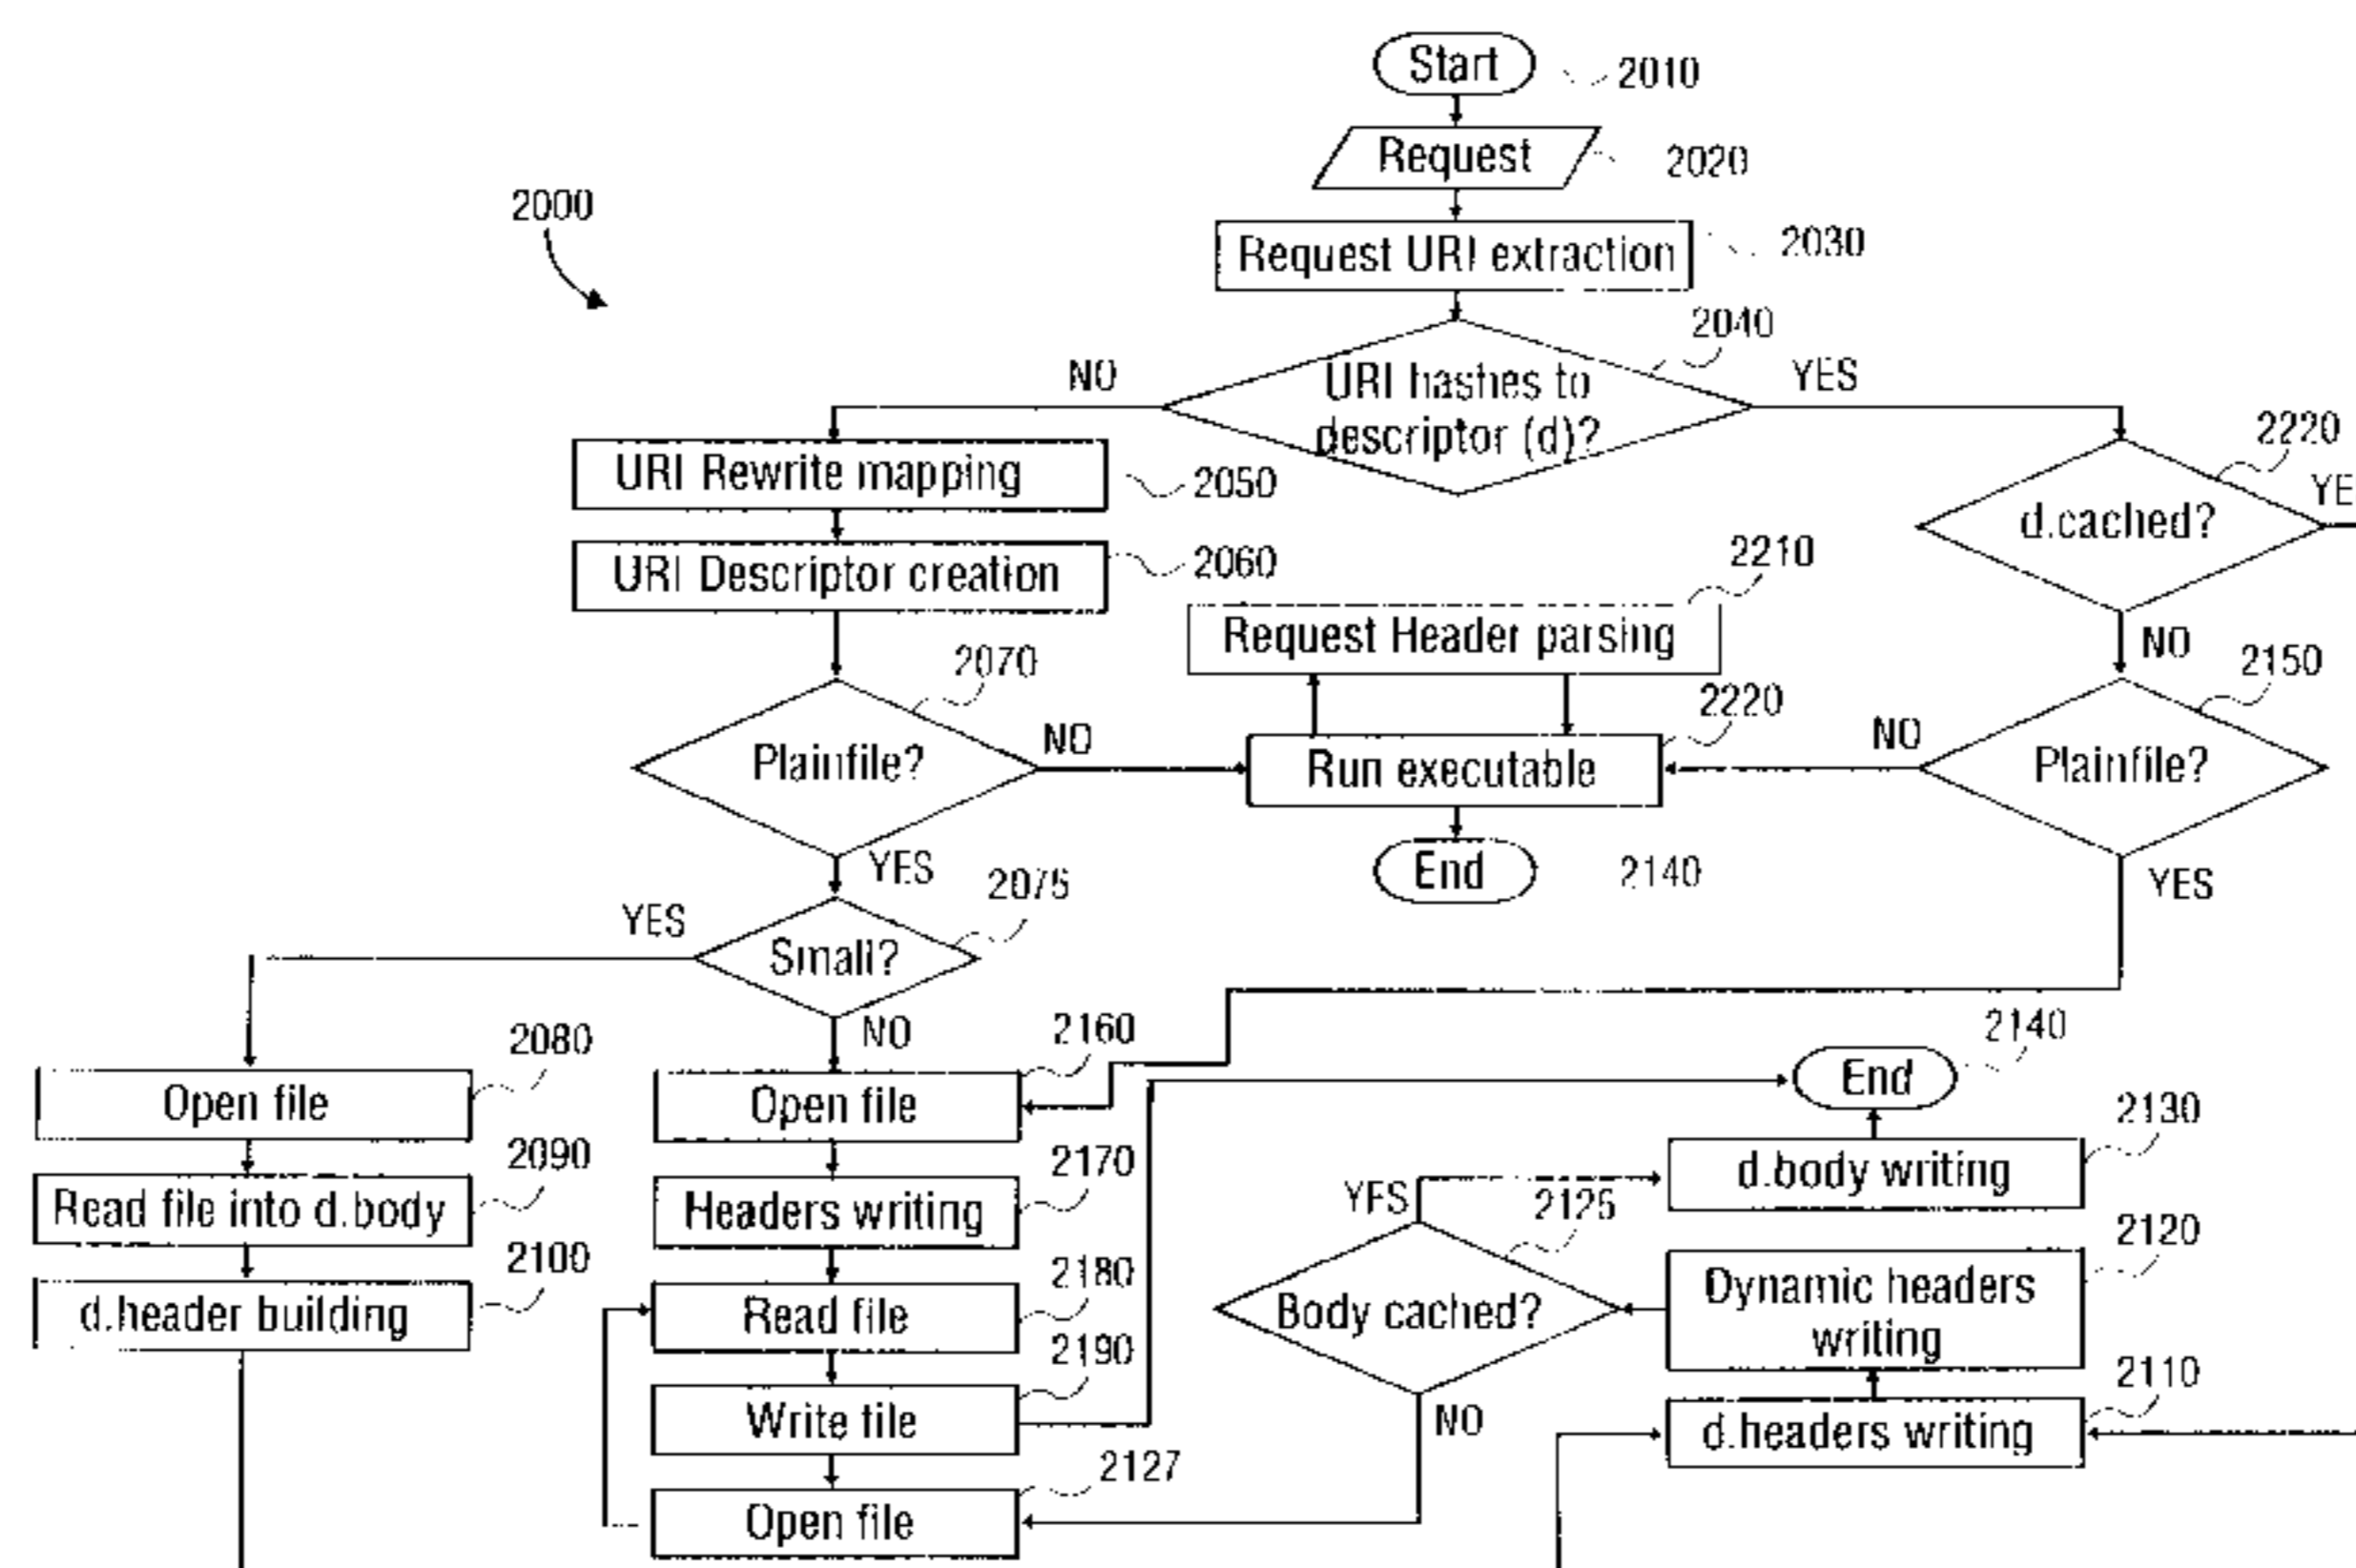 Start
2010
Request
2020
2000
Request URI extraction
2030
2040
NO
URI hashes to
descriptor (d)?
YES
2220
URI Rewrite mapping
2050
d.cached?
YE
URI Descriptor creation
2060
2210
Request Header parsing
NO
2150
2070
2220
Plainfile?
NO
Run executable
NO
Plainfile?
YES
End
2140
YES
2075
YES
Small?
NO
2080
2160
2140
Open file
Open file
End
2090
2170
2130
Read file into d.body
Headers writing
YES
2125
d.body writing
2100
2180
2120
d.header building
Read file
Body cached?
Dynamic headers
writing
2190
2110
Write file
NO
d.headers writing
2127
Open file